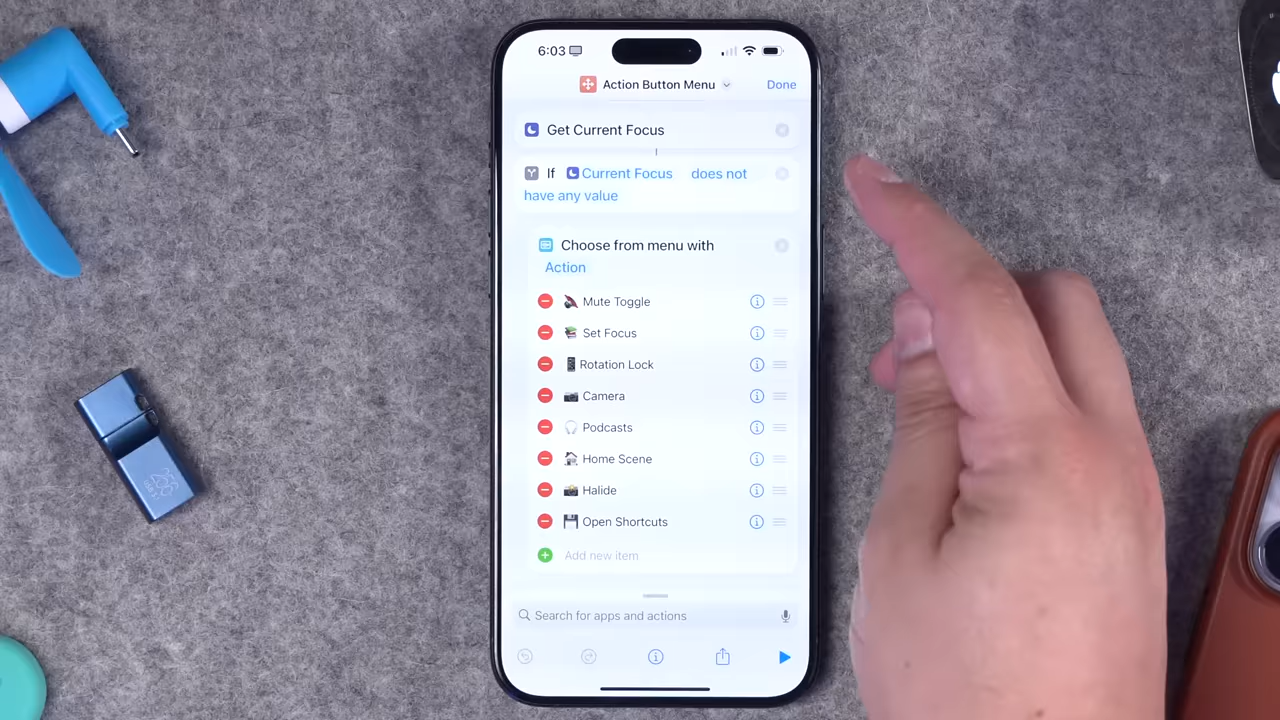 6:03
Action Button Menu
Done
Get Current Focus
If Current Focus does not
have any value
Choose from menu with
Action
Mute Toggle
Set Focus
Rotation Lock
Camera
Podcasts
Home Scene
Halide
Open Shortcuts
Add new item
Search for apps and actions